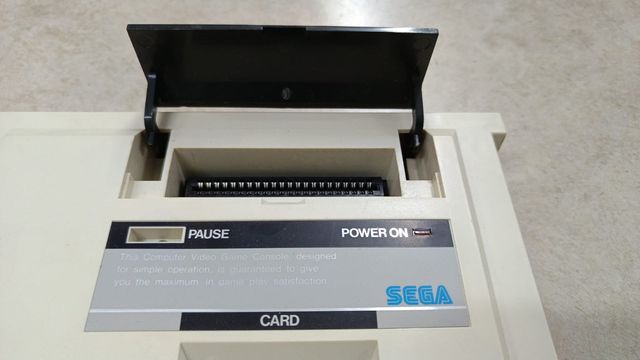 PAUSE POWER ON
This Computer Video Game Console, designed
for simple operation, is guaranteed to give
you the maximum in game play satisfaction.
SEGA
CARD